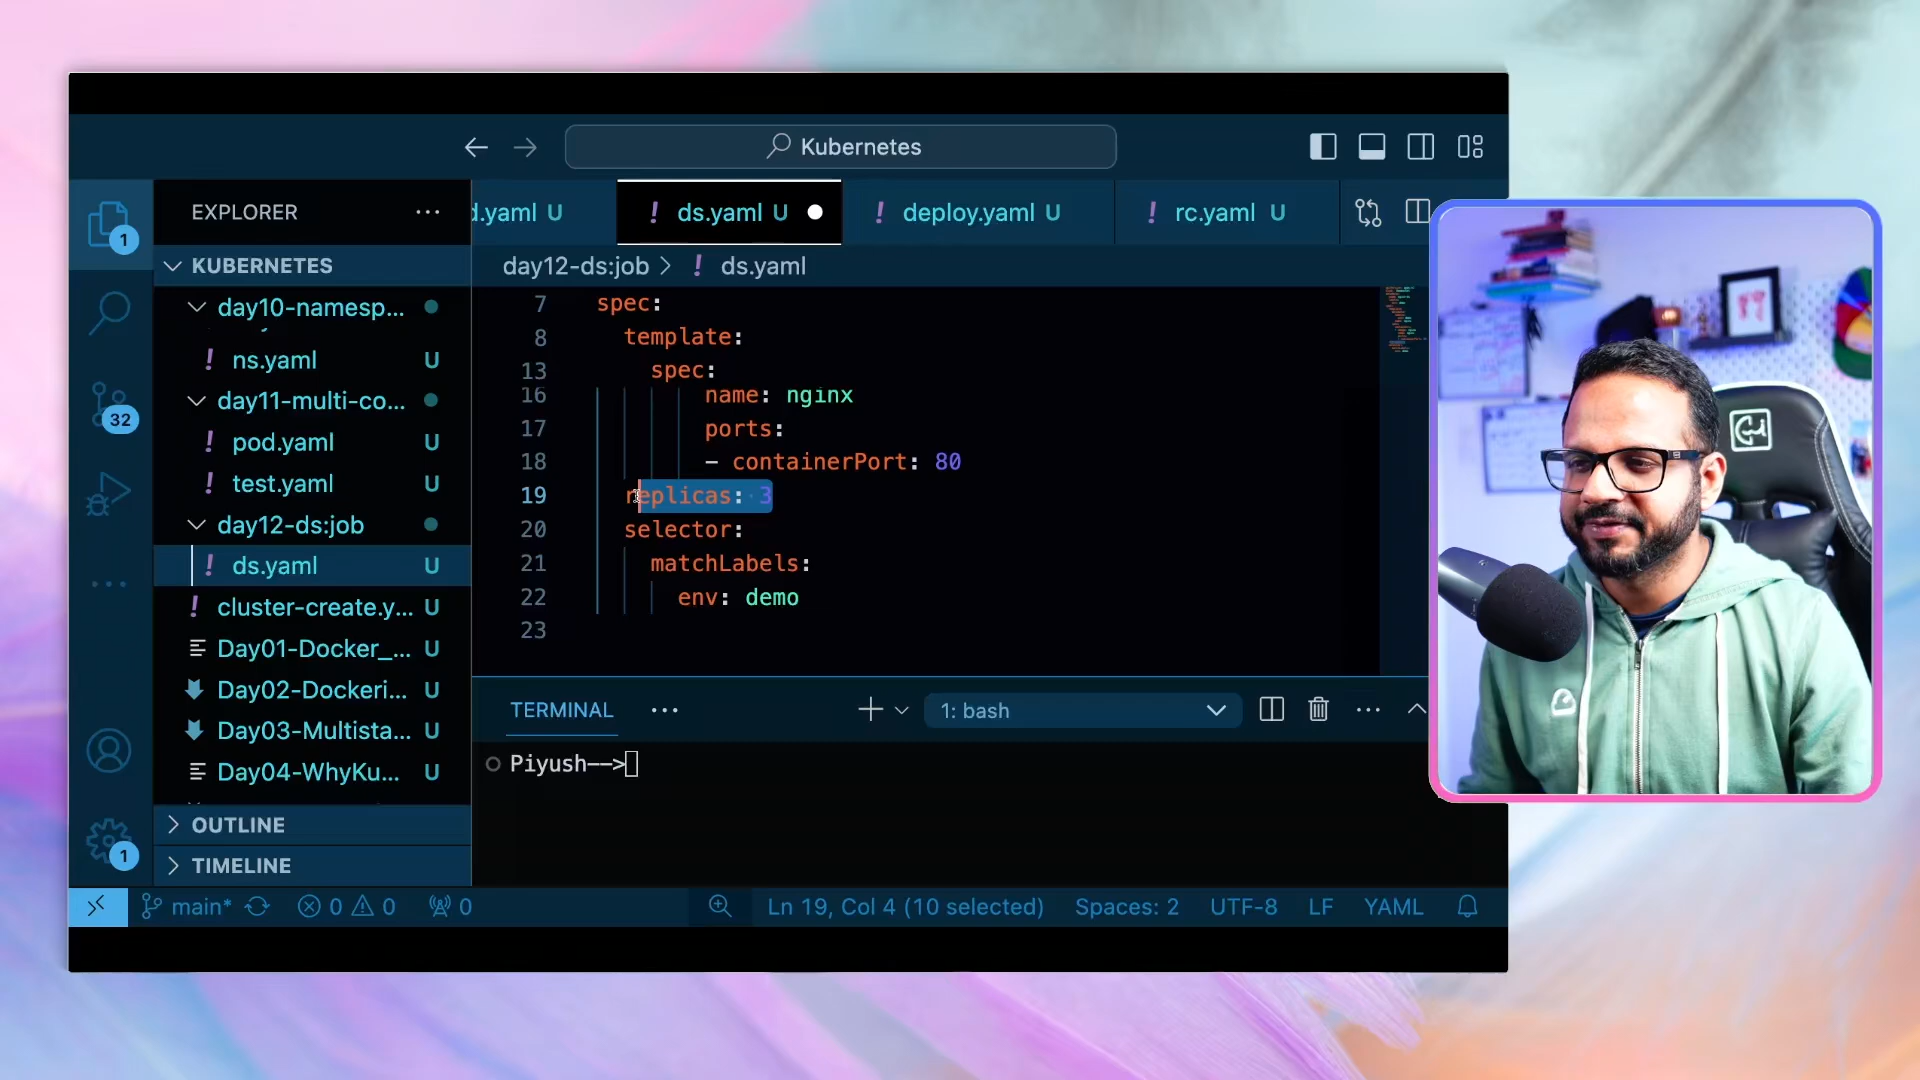 Kubernetes
EXPLORER
d.yaml U
! ds.yaml U
! deploy.yaml U
! rc.yaml U
1
KUBERNETES
day12-ds:job > ! ds.yaml
day10-namesp...
! ns.yaml U
day11-multi-co...
! pod.yaml U
! test.yaml U
day12-ds:job
! ds.yaml U
! cluster-create.y... U
Day01-Docker_... U
Day02-Dockeri... U
Day03-Multista... U
Day04-WhyKu... U
OUTLINE
TIMELINE
32
1
7 spec:
8 template:
13 spec:
16 name: nginx
17 ports:
18 - containerPort: 80
19 replicas: 3
20 selector:
21 matchLabels:
22 env: demo
23
TERMINAL
1: bash
Piyush-->
main* 0 0 0
Ln 19, Col 4 (10 selected)
Spaces: 2
UTF-8
LF
YAML